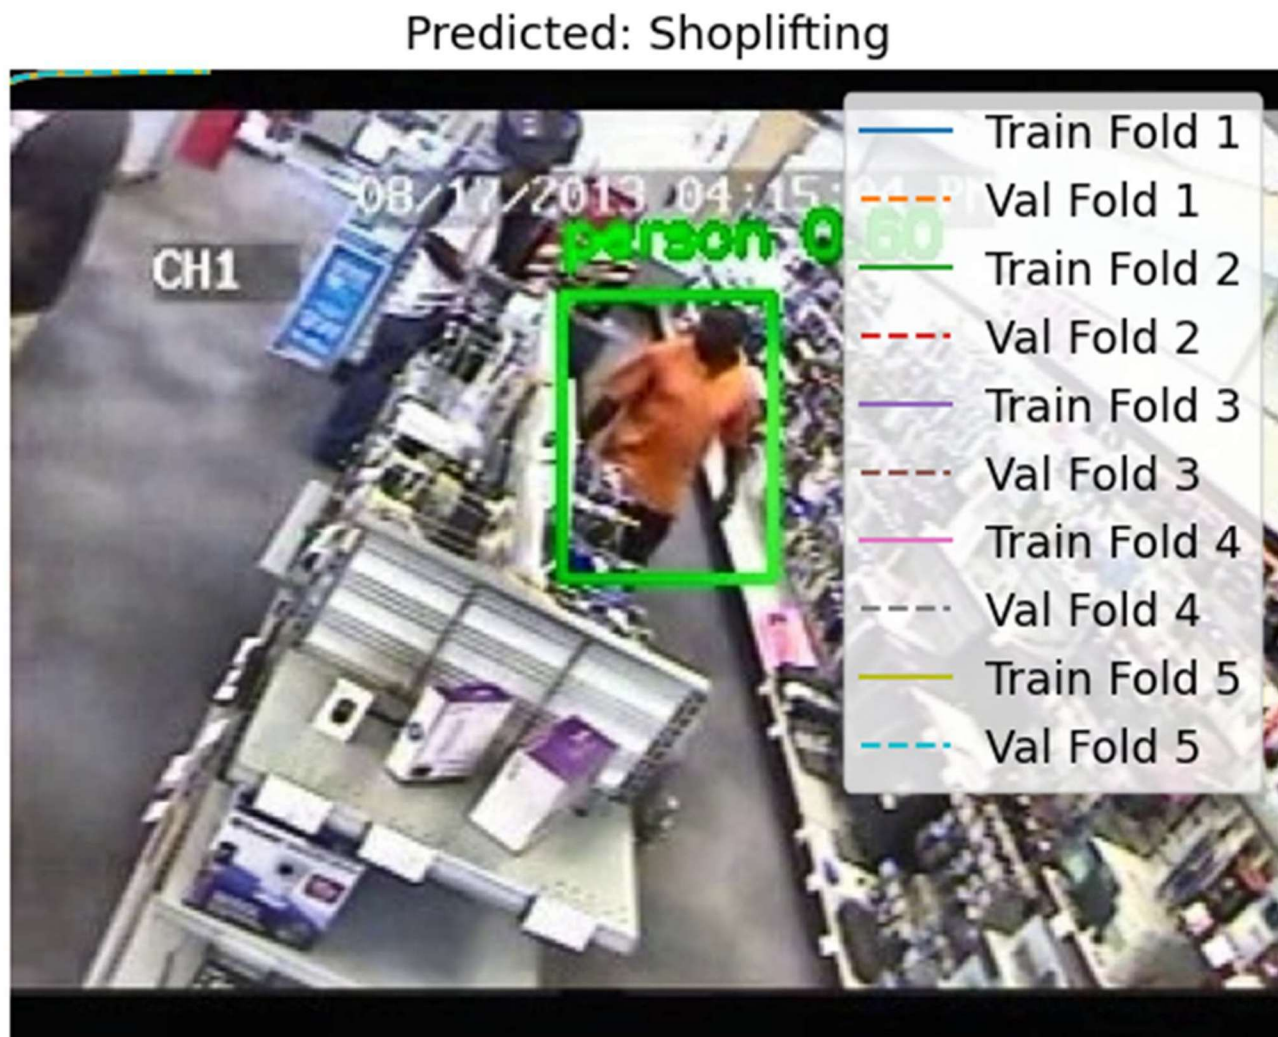 Predicted: Shoplifting
08/17/2013 04:15:04 PM
person 0.60
CH1
Train Fold 1
Val Fold 1
Train Fold 2
Val Fold 2
Train Fold 3
Val Fold 3
Train Fold 4
Val Fold 4
Train Fold 5
Val Fold 5